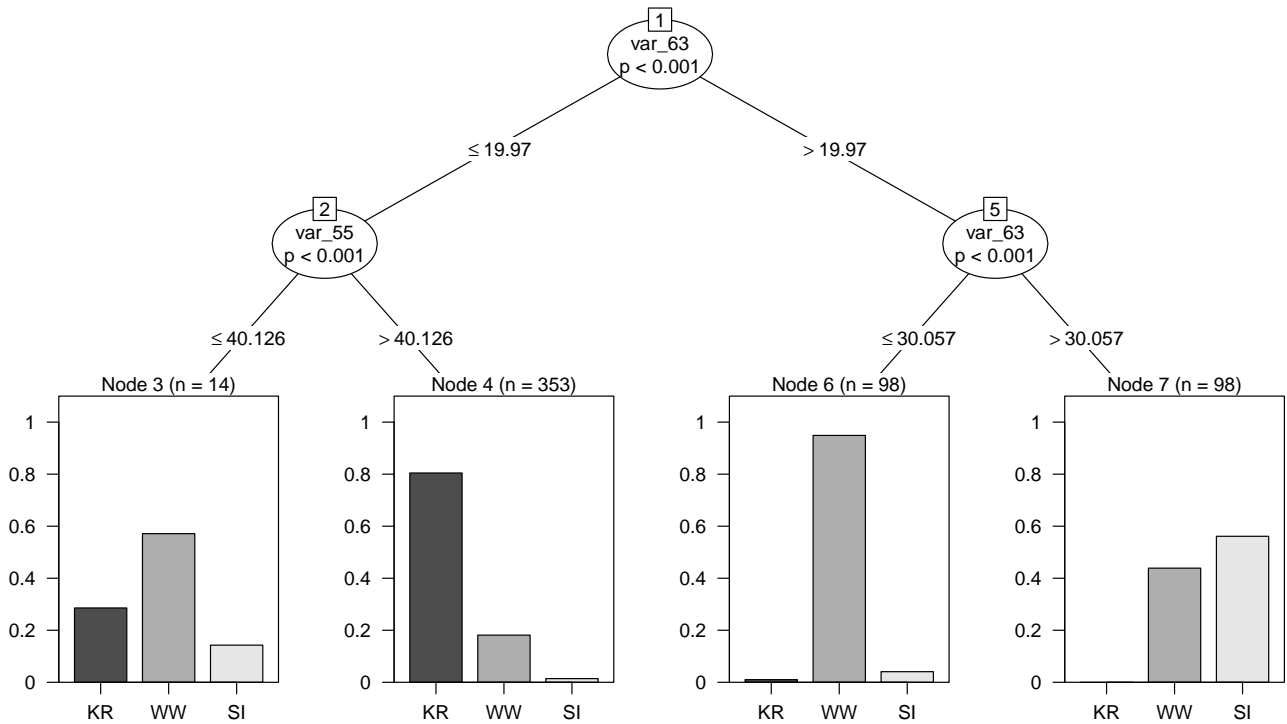 1
var_63
p < 0.001
≤ 19.97
> 19.97
2
var_55
p < 0.001
5
var_63
p < 0.001
≤ 40.126
> 40.126
≤ 30.057
> 30.057
Node 3 (n = 14)
1
0.8
0.6
0.4
0.2
0
KR WW SI
Node 4 (n = 353)
1
0.8
0.6
0.4
0.2
0
KR WW SI
Node 6 (n = 98)
1
0.8
0.6
0.4
0.2
0
KR WW SI
Node 7 (n = 98)
1
0.8
0.6
0.4
0.2
0
KR WW SI